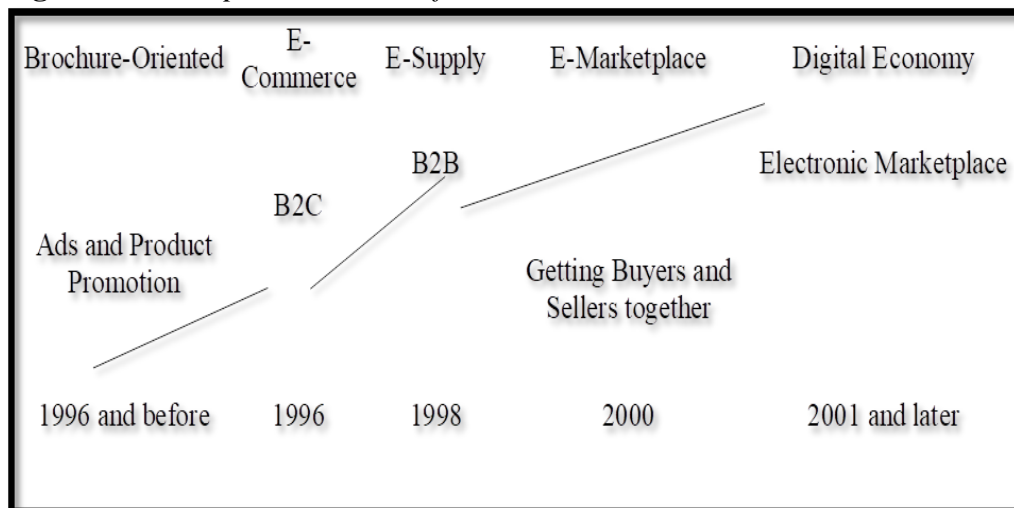 Brochure-Oriented
E-
Commerce
E-Supply
E-Marketplace
Digital Economy
B2B
Electronic Marketplace
B2C
Ads and Product
Promotion
Getting Buyers and
Sellers together
1996 and before
1996
1998
2000
2001 and later